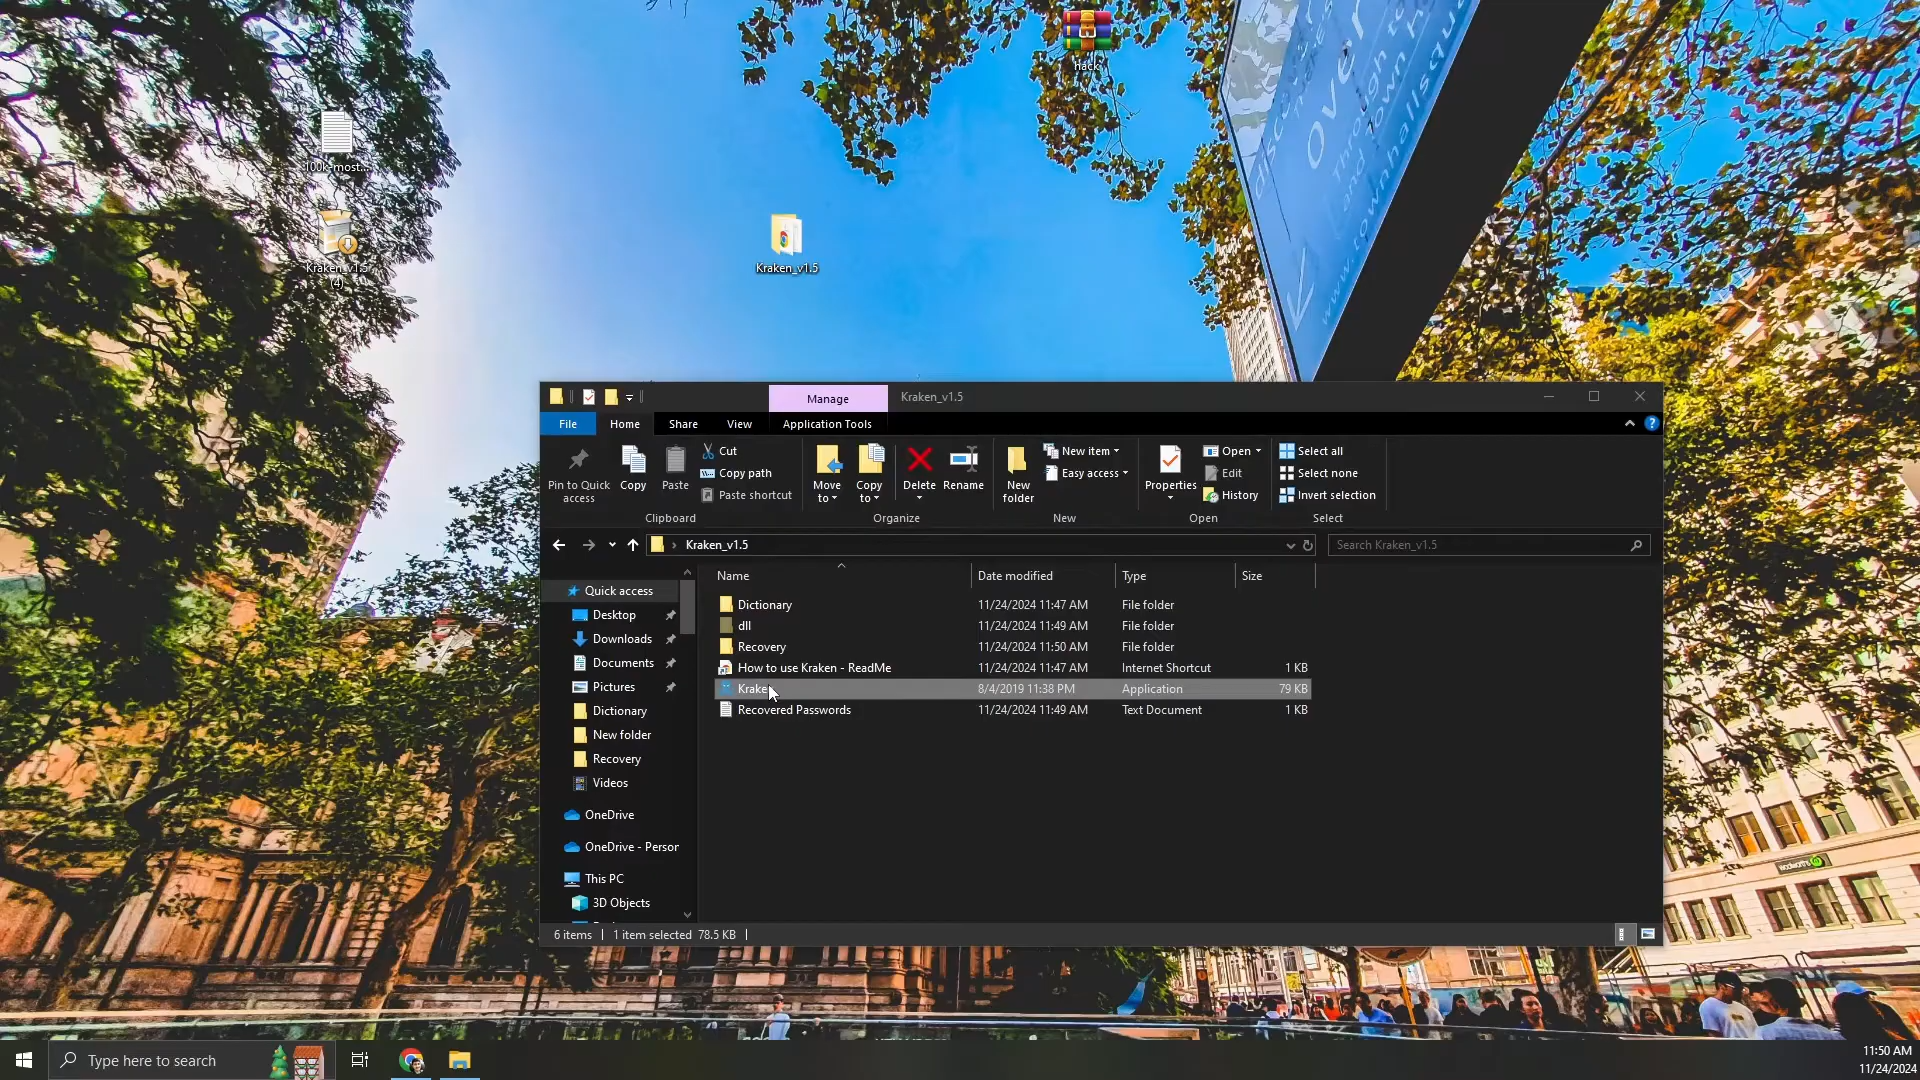 hack
100k-most...
Kraken_v1.5
(4)
Kraken_v1.5
Over
Through to
and Town Hall
Manage
Kraken_v1.5
File
Home
Share
View
Application Tools
Pin to Quick
access
Copy
Paste
Cut
Copy path
Paste shortcut
Move
to
Copy
to
Delete
Rename
New
folder
New item
Easy access
Properties
Open
Edit
History
Select all
Select none
Invert selection
Clipboard
Organize
New
Open
Select
Kraken_v1.5
Search Kraken_v1.5
Name
Date modified
Type
Size
Quick access
Desktop
Downloads
Documents
Pictures
Dictionary
New folder
Recovery
Videos
OneDrive
OneDrive - Person
This PC
3D Objects
Dictionary 11/24/2024 11:47 AM File folder
dll 11/24/2024 11:49 AM File folder
Recovery 11/24/2024 11:50 AM File folder
How to use Kraken - ReadMe 11/24/2024 11:47 AM Internet Shortcut 1 KB
Kraken 8/4/2019 11:38 PM Application 79 KB
Recovered Passwords 11/24/2024 11:49 AM Text Document 1 KB
6 items | 1 item selected 78.5 KB |
woolworths
Type here to search
11:50 AM
11/24/2024